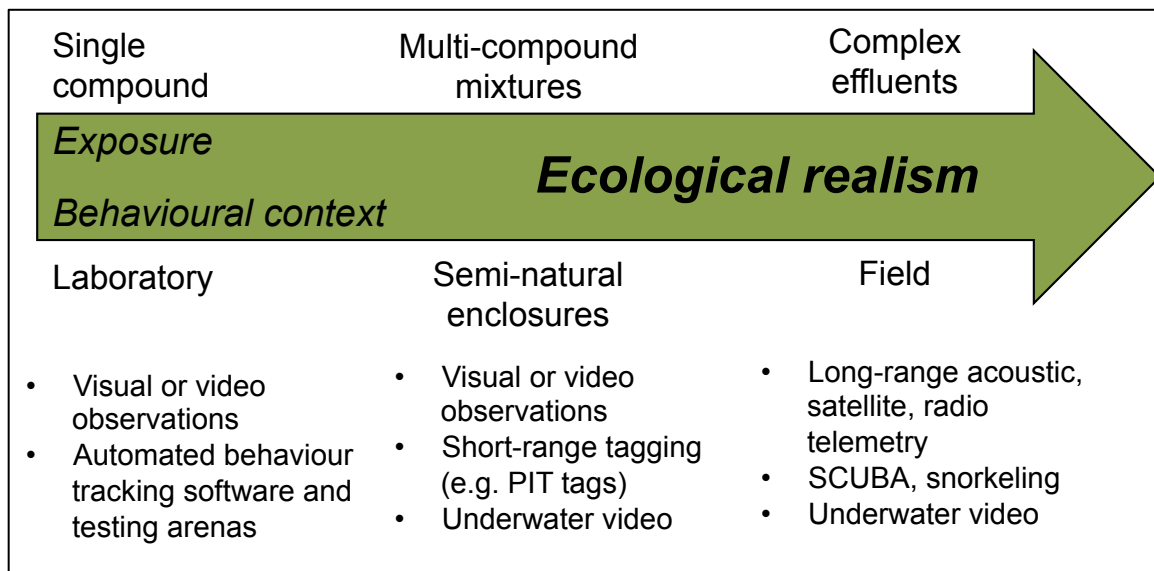 Single
compound
Multi-compound
mixtures
Complex
effluents
Exposure
Ecological realism
Behavioural context
Laboratory
Semi-natural
enclosures
Field
• Visual or video
observations
• Automated behaviour
tracking software and
testing arenas
• Visual or video
observations
• Short-range tagging
(e.g. PIT tags)
• Underwater video
• Long-range acoustic,
satellite, radio
telemetry
• SCUBA, snorkeling
• Underwater video